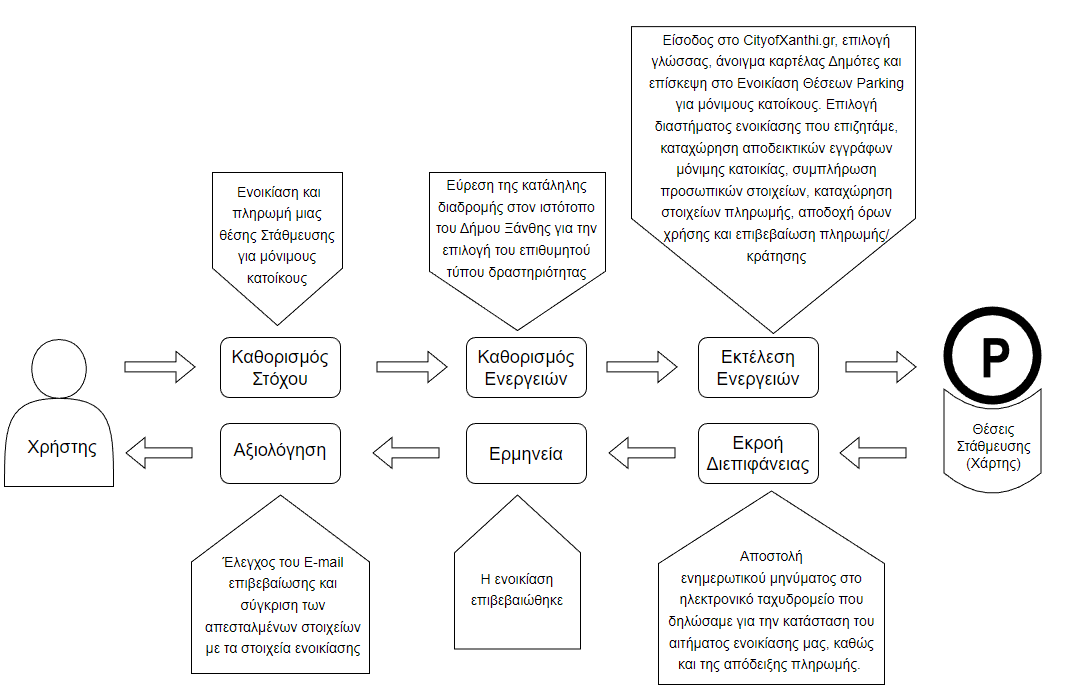 Είσοδος στο CityofXanthi.gr, επιλογή
γλώσσας, άνοιγμα καρτέλας Δημότες και
επίσκεψη στο Ενοικίαση Θέσεων Parking
για μόνιμους κατοίκους. Επιλογή
διαστήματος ενοικίασης που επιζητάμε,
καταχώρηση αποδεικτικών εγγράφων
μόνιμης κατοικίας, συμπλήρωση
προσωπικών στοιχείων, καταχώρηση
στοιχείων πληρωμής, αποδοχή όρων
χρήσης και επιβεβαίωση πληρωμής/
κράτησης
Ενοικίαση και
πληρωμή μιας
θέσης Στάθμευσης
για μόνιμους
κατοίκους
Εύρεση της κατάληλης
διαδρομής στον ιστότοπο
του Δήμου Ξάνθης για την
επιλογή του επιθυμητού
τύπου δραστηριότητας
Καθορισμός
Στόχου
Καθορισμός
Ενεργειών
Εκτέλεση
Ενεργειών
P
Θέσεις
Στάθμευσης
(Χάρτης)
Χρήστης
Αξιολόγηση
Ερμηνεία
Εκροή
Διεπιφάνειας
Έλεγχος του E-mail
επιβεβαίωσης και
σύγκριση των
απεσταλμένων στοιχείων
με τα στοιχεία ενοικίασης
Η ενοικίαση
επιβεβαιώθηκε
Αποστολή
ενημερωτικού μηνύματος στο
ηλεκτρονικό ταχυδρομείο που
δηλώσαμε για την κατάσταση του
αιτήματος ενοικίασης μας, καθώς
και της απόδειξης πληρωμής.